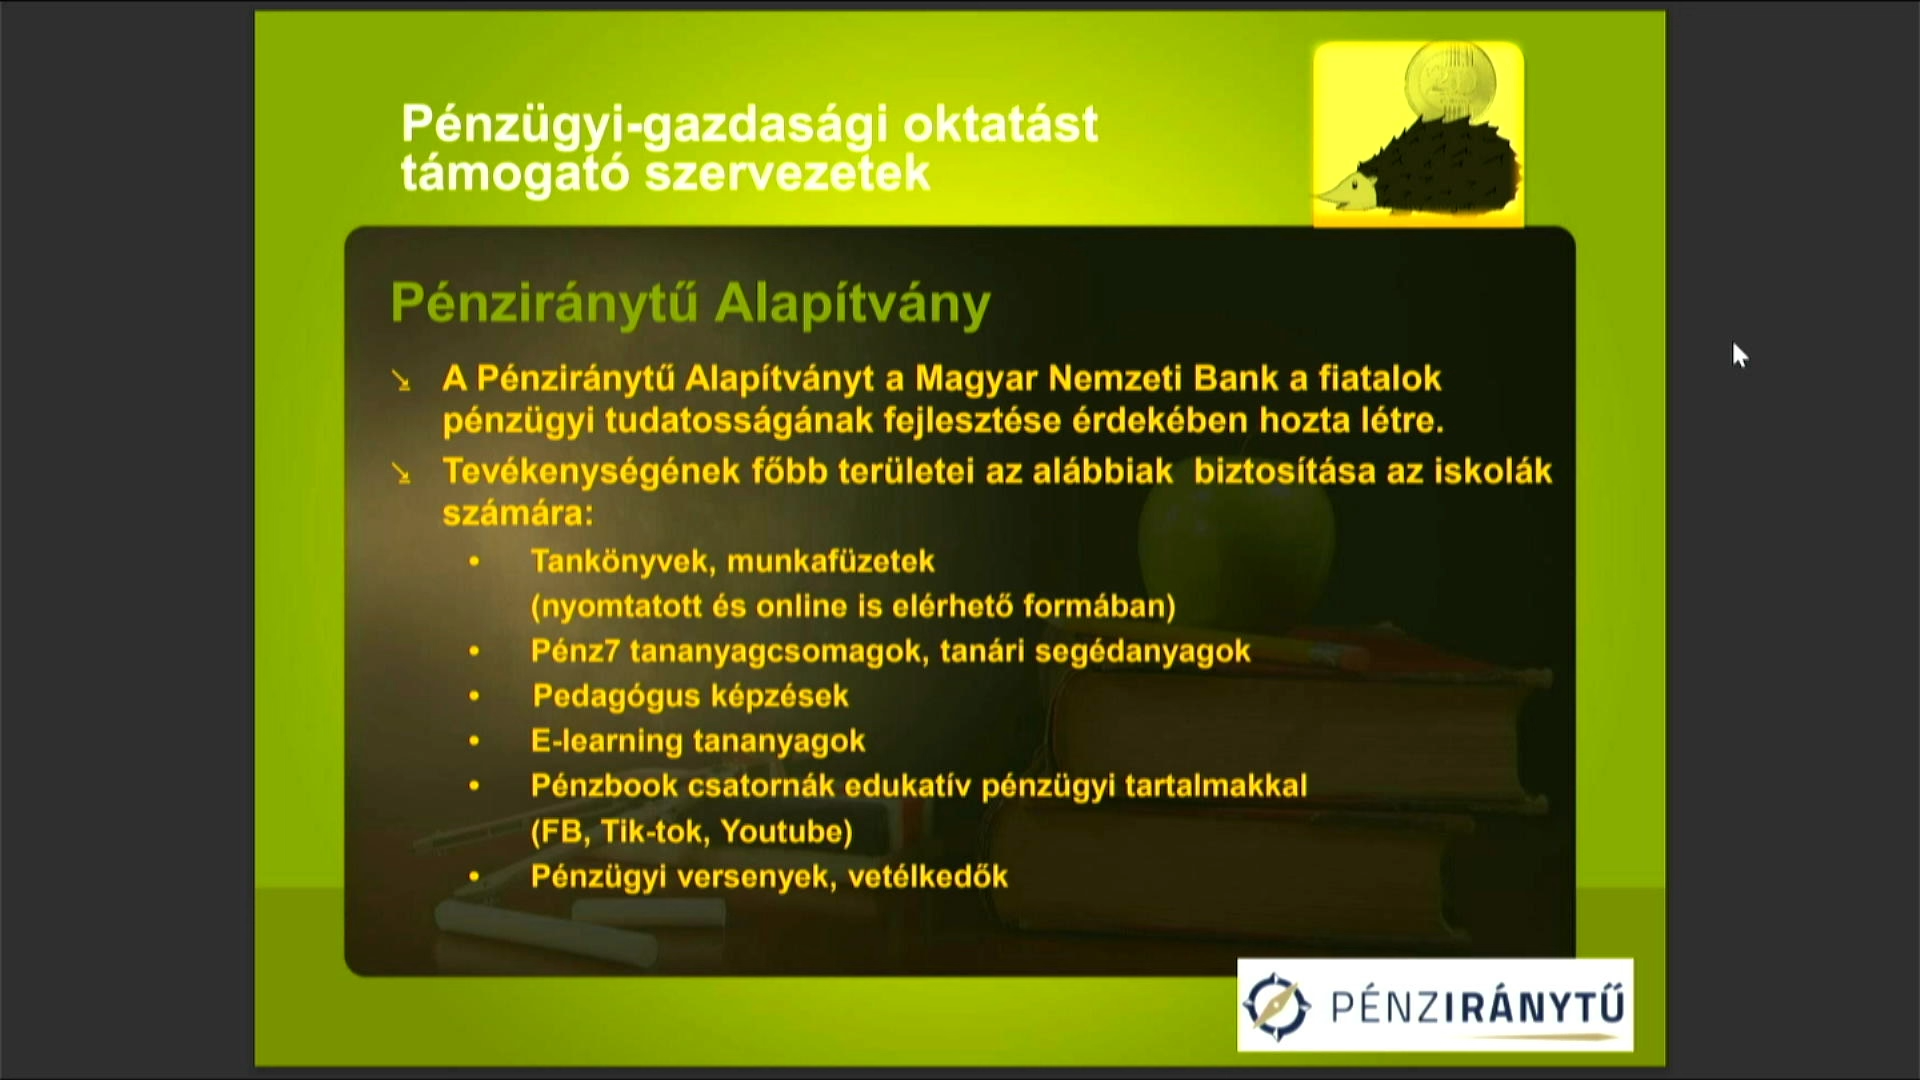 Pénzügyi-gazdasági oktatást
támogató szervezetek
Pénziránytű Alapítvány
A Pénziránytű Alapítványt a Magyar Nemzeti Bank a fiatalok
pénzügyi tudatosságának fejlesztése érdekében hozta létre.
Tevékenységének főbb területei az alábbiak  biztosítása az iskolák
számára:
• Tankönyvek, munkafüzetek
(nyomtatott és online is elérhető formában)
• Pénz7 tananyagcsomagok, tanári segédanyagok
• Pedagógus képzések
• E-learning tananyagok
• Pénzbook csatornák edukatív pénzügyi tartalmakkal
(FB, Tik-tok, Youtube)
• Pénzügyi versenyek, vetélkedők
PÉNZIRÁNYTŰ